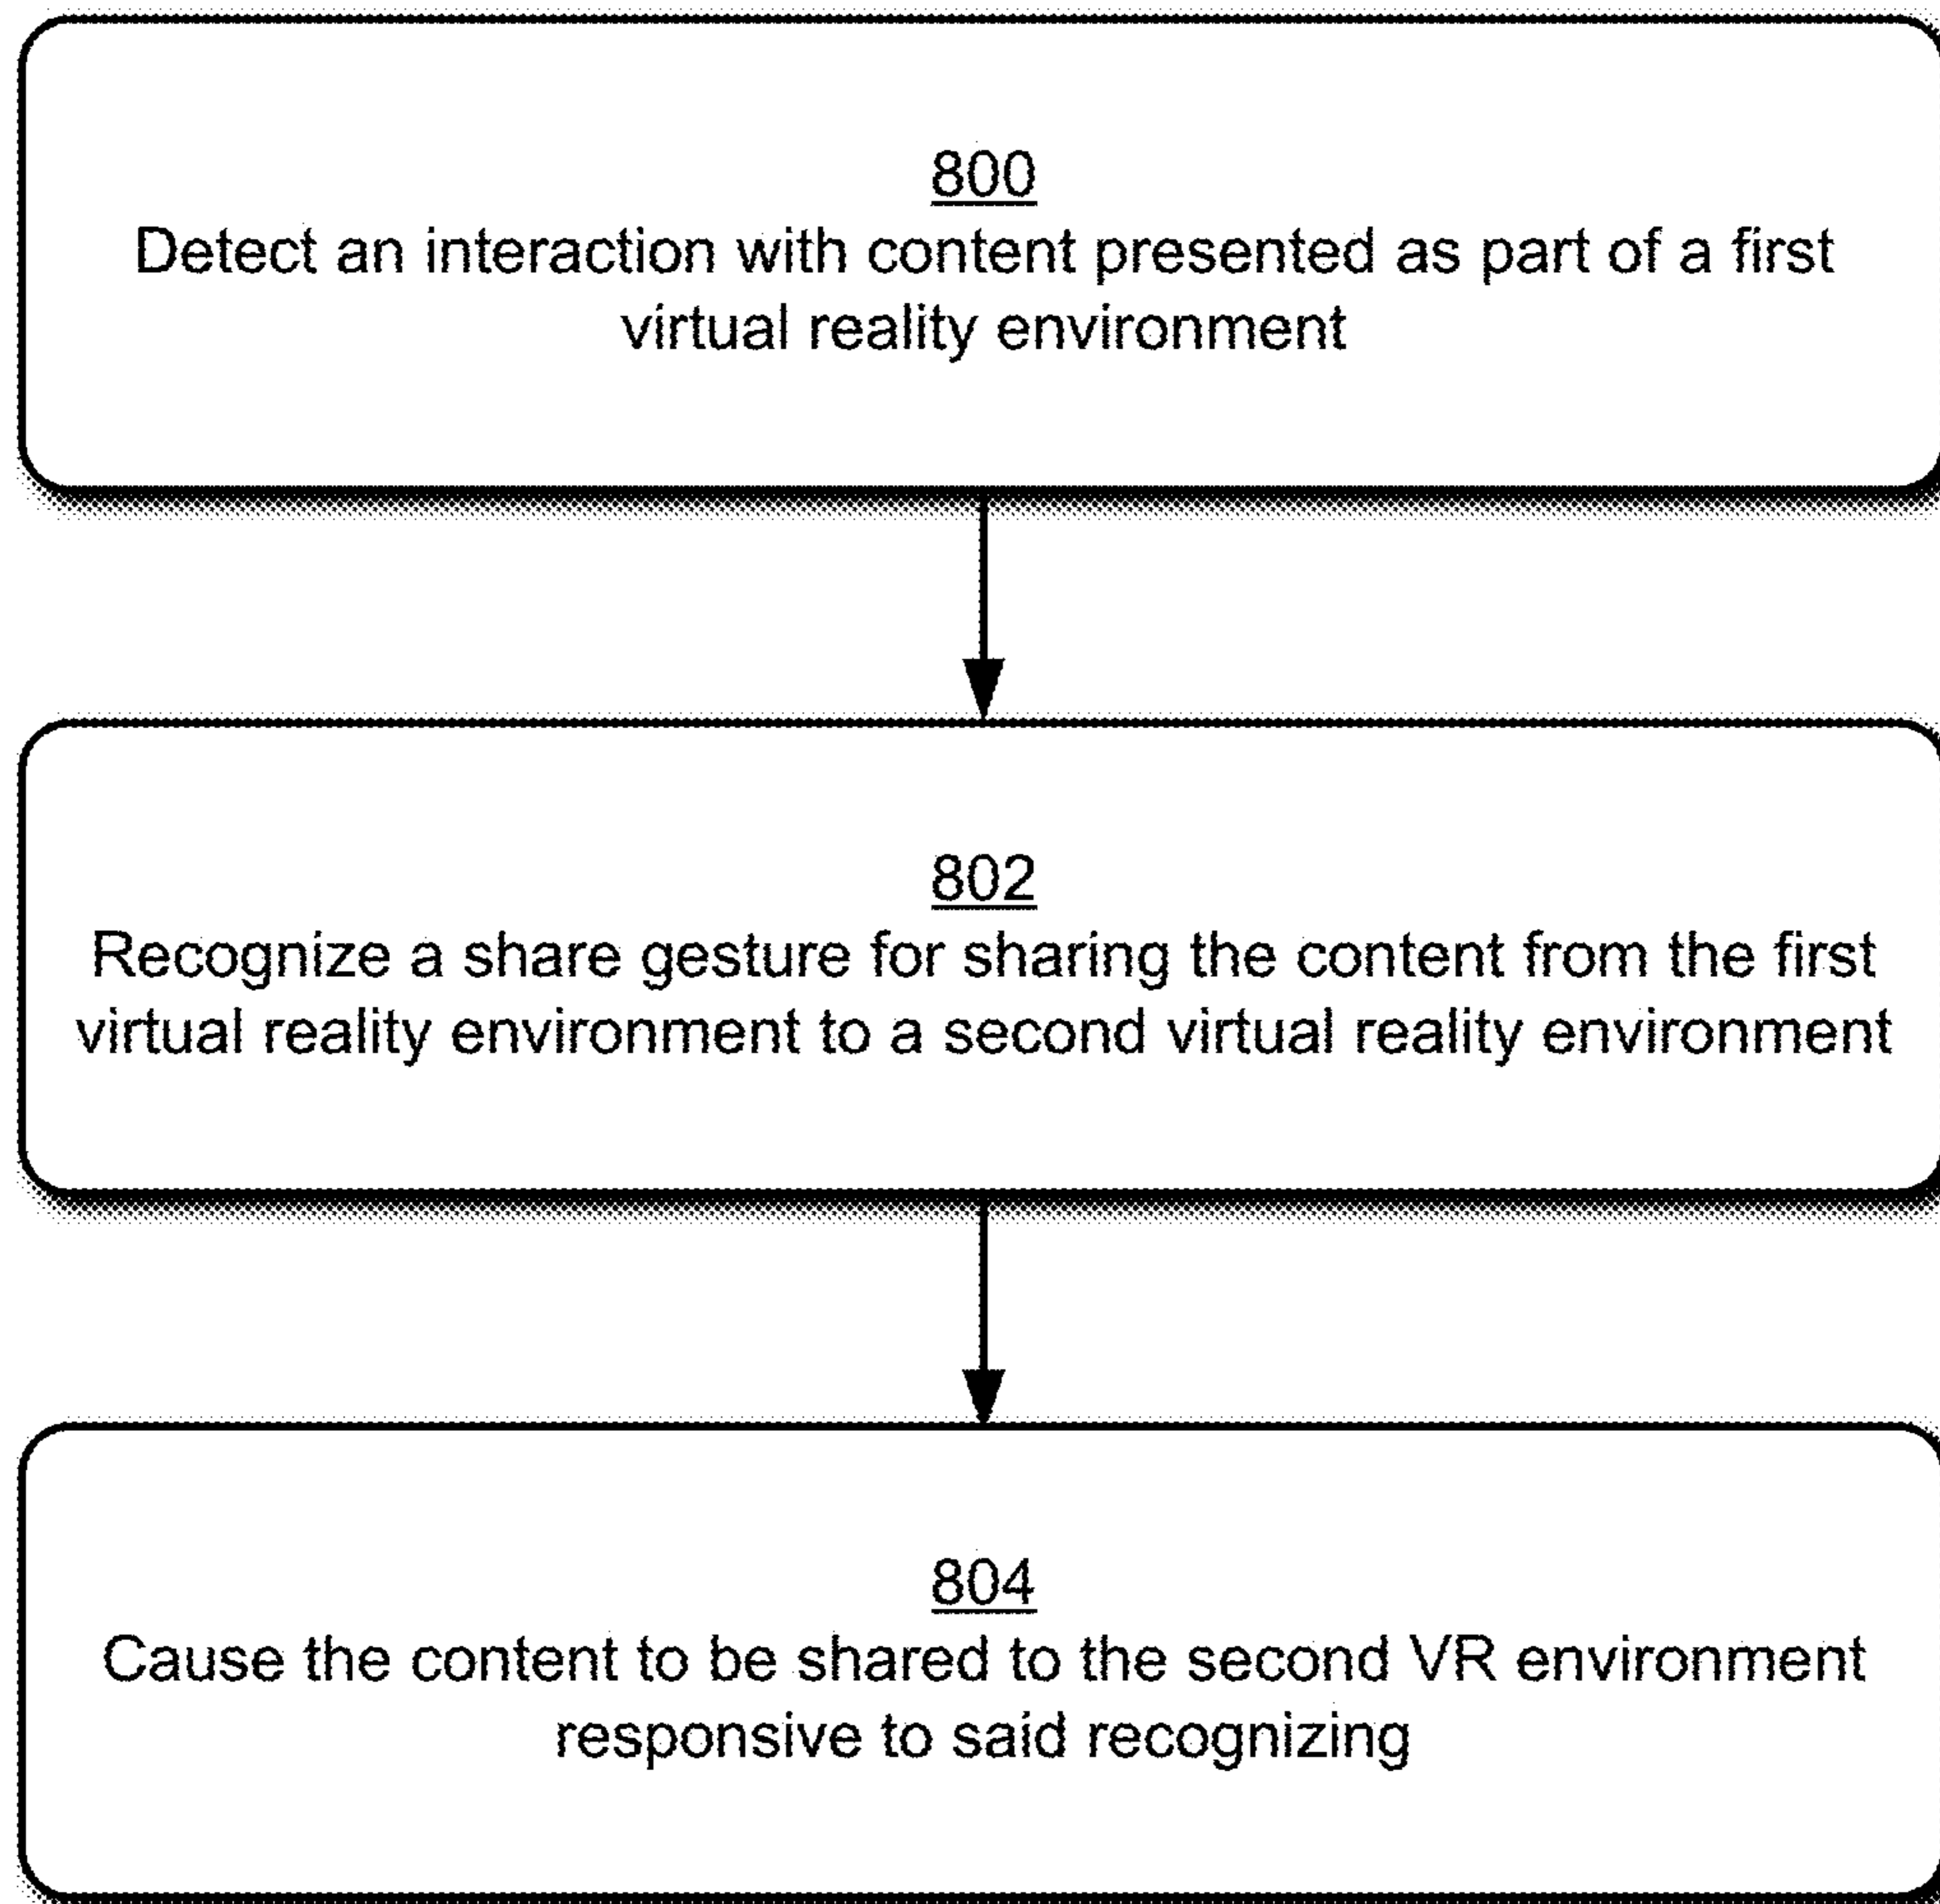 800
Detect an interaction with content presented as part of a first
virtual reality environment
802
Recognize a share gesture for sharing the content from the first
virtual reality environment to a second virtual reality environment
804
Cause the content to be shared to the second VR environment
responsive to said recognizing